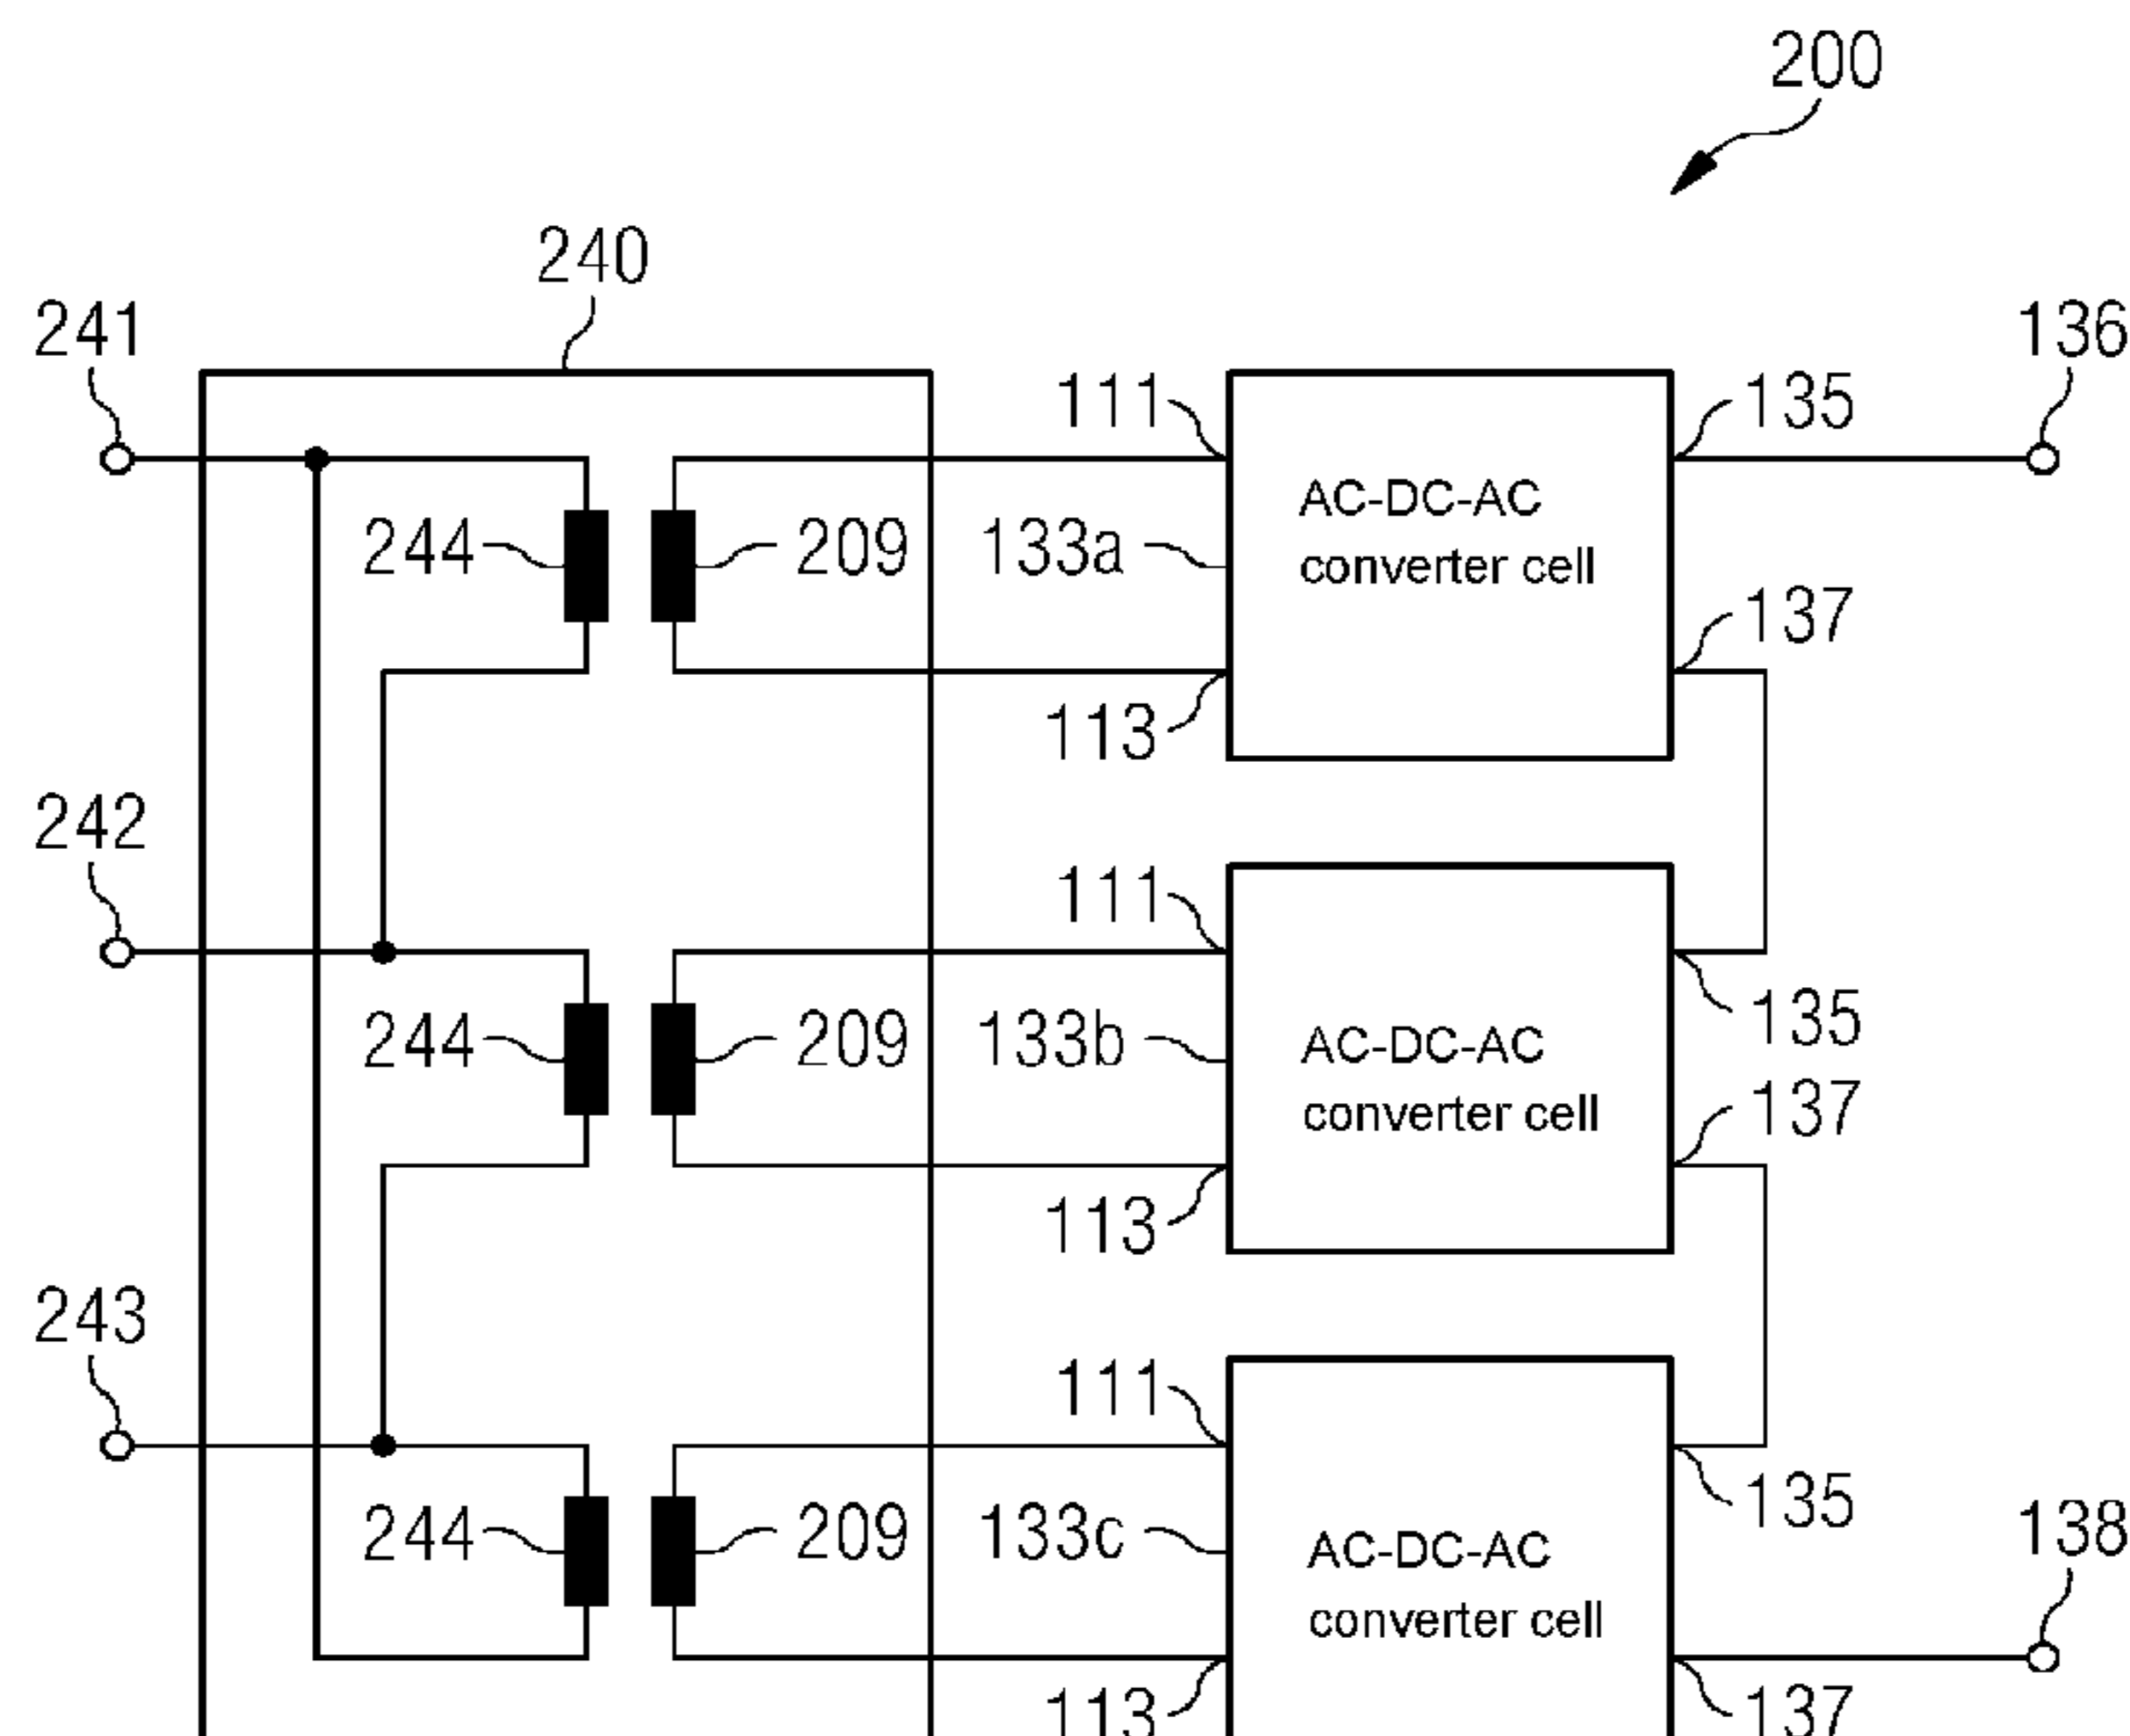 200
240
241
136
111
135
AC-DC-AC
converter cell
244
209
133a
137
113
242
111
135
244
209
133b
AC-DC-AC
converter cell
137
113
243
111
135
138
244
209
133c
AC-DC-AC
converter cell
113
137